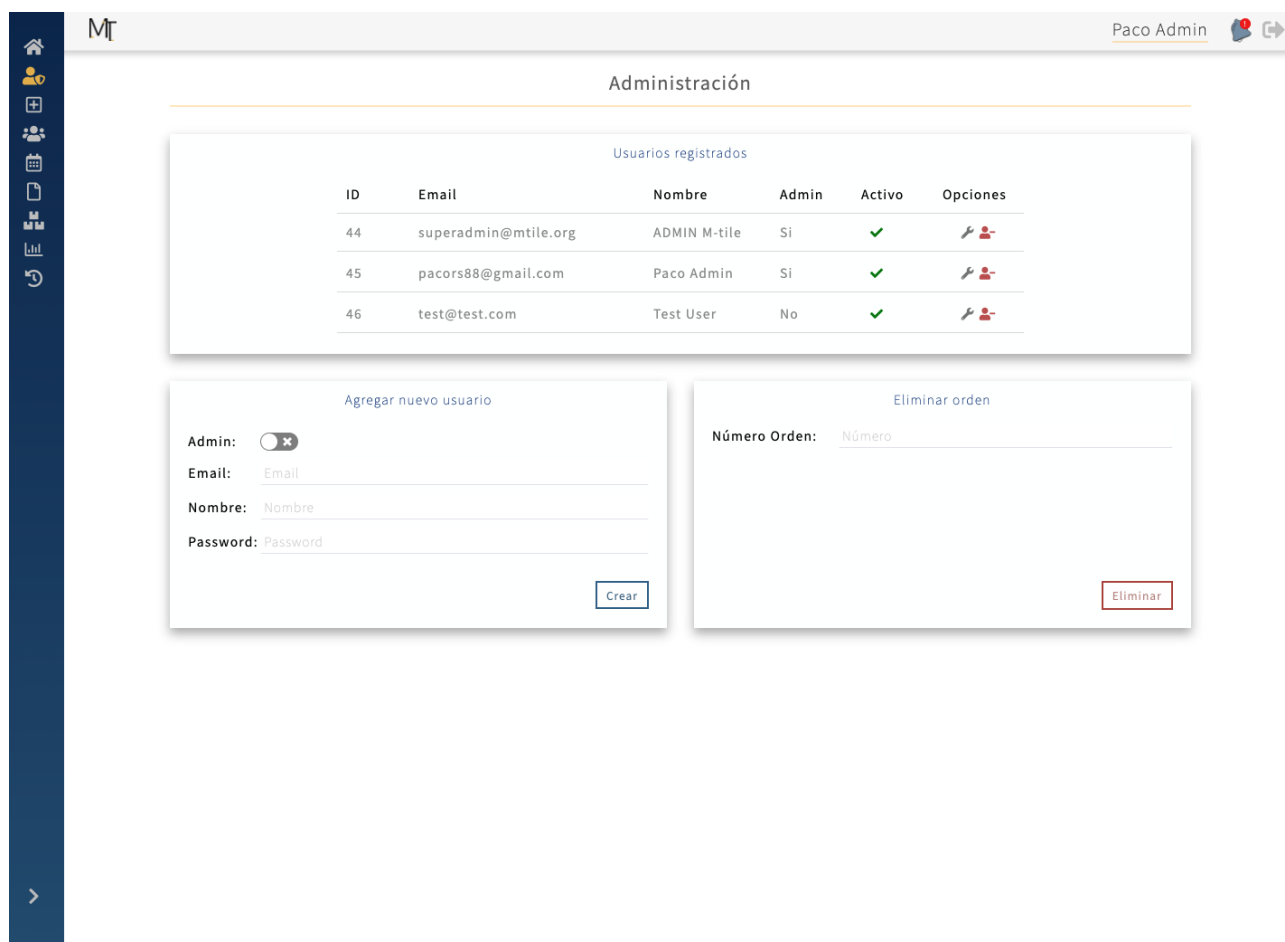 MT
Paco Admin
Administración
Usuarios registrados
ID Email Nombre Admin Activo Opciones
44 superadmin@mtile.org ADMIN M-tile Si
45 pacors88@gmail.com Paco Admin Si
46 test@test.com Test User No
Agregar nuevo usuario
Admin:
Email: Email
Nombre: Nombre
Password: Password
Crear
Eliminar orden
Número Orden: Número
Eliminar